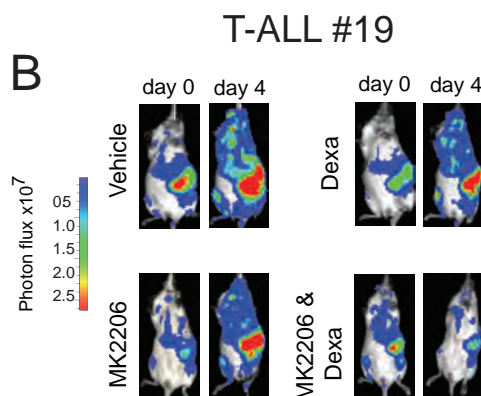 T-ALL #19
B
day 0 day 4
day 0 day 4
Vehicle
Dexa
Photon flux x10⁷
05
1.0
1.5
2.0
2.5
MK2206
MK2206 &
Dexa